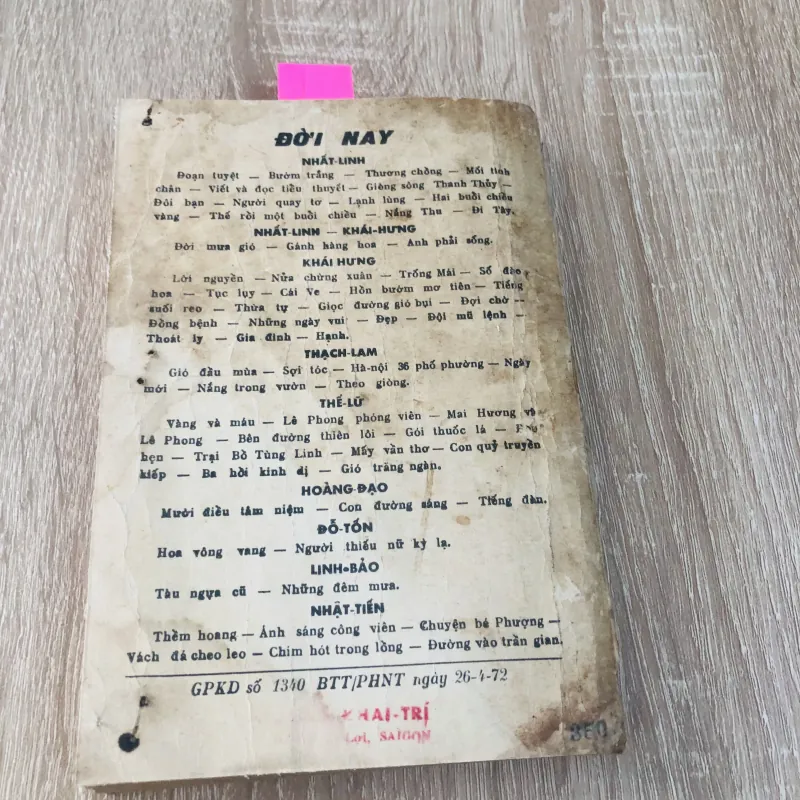 ĐỜI NAY
NHẤT-LINH
Đoạn tuyệt — Bướm trắng — Thương chồng — Mối tình
chân — Viết và đọc tiểu thuyết — Giòng sông Thanh Thủy —
Đôi bạn — Người quay tơ — Lạnh lùng — Hai buổi chiều
vàng — Thế rồi một buổi chiều — Nắng Thu — Đi Tây.
NHẤT-LINH — KHÁI-HƯNG
Đời mưa gió — Gánh hàng hoa — Anh phải sống.
KHÁI HƯNG
Lời nguyền — Nửa chừng xuân — Trống Mái — Số đào
hoa — Tục lụy — Cái Ve — Hồn bướm mơ tiên — Tiếng
suối reo — Thừa tự — Giọc đường gió bụi — Đợi chờ —
Đồng bệnh — Những ngày vui — Đẹp — Đội mũ lệnh —
Thoát ly — Gia đình — Hạnh.
THẠCH-LAM
Gió đầu mùa — Sợi tóc — Hà-nội 36 phố phường — Ngày
mới — Nắng trong vườn — Theo giòng.
THẾ-LỮ
Vàng và máu — Lê Phong phóng viên — Mai Hương và
Lê Phong — Bên đường thiên lôi — Gói thuốc lá —
hẹn — Trại Bồ Tùng Linh — Mấy vần thơ — Con quỷ truyền
kiếp — Ba hồi kinh dị — Gió trăng ngàn.
HOÀNG-ĐẠO
Mười điều tâm niệm — Con đường sáng — Tiếng đàn.
ĐỖ-TỐN
Hoa vông vang — Người thiếu nữ kỳ lạ.
LINH-BẢO
Tàu ngựa cũ — Những đêm mưa.
NHẬT-TIẾN
Thềm hoang — Ánh sáng công viên — Chuyện bé Phượng —
Vách đá cheo leo — Chim hót trong lồng — Đường vào trần gian.
GPKD số 1340 BTT/PHNT ngày 26-4-72
KHAI-TRÍ
Lợi, SAIGON
350